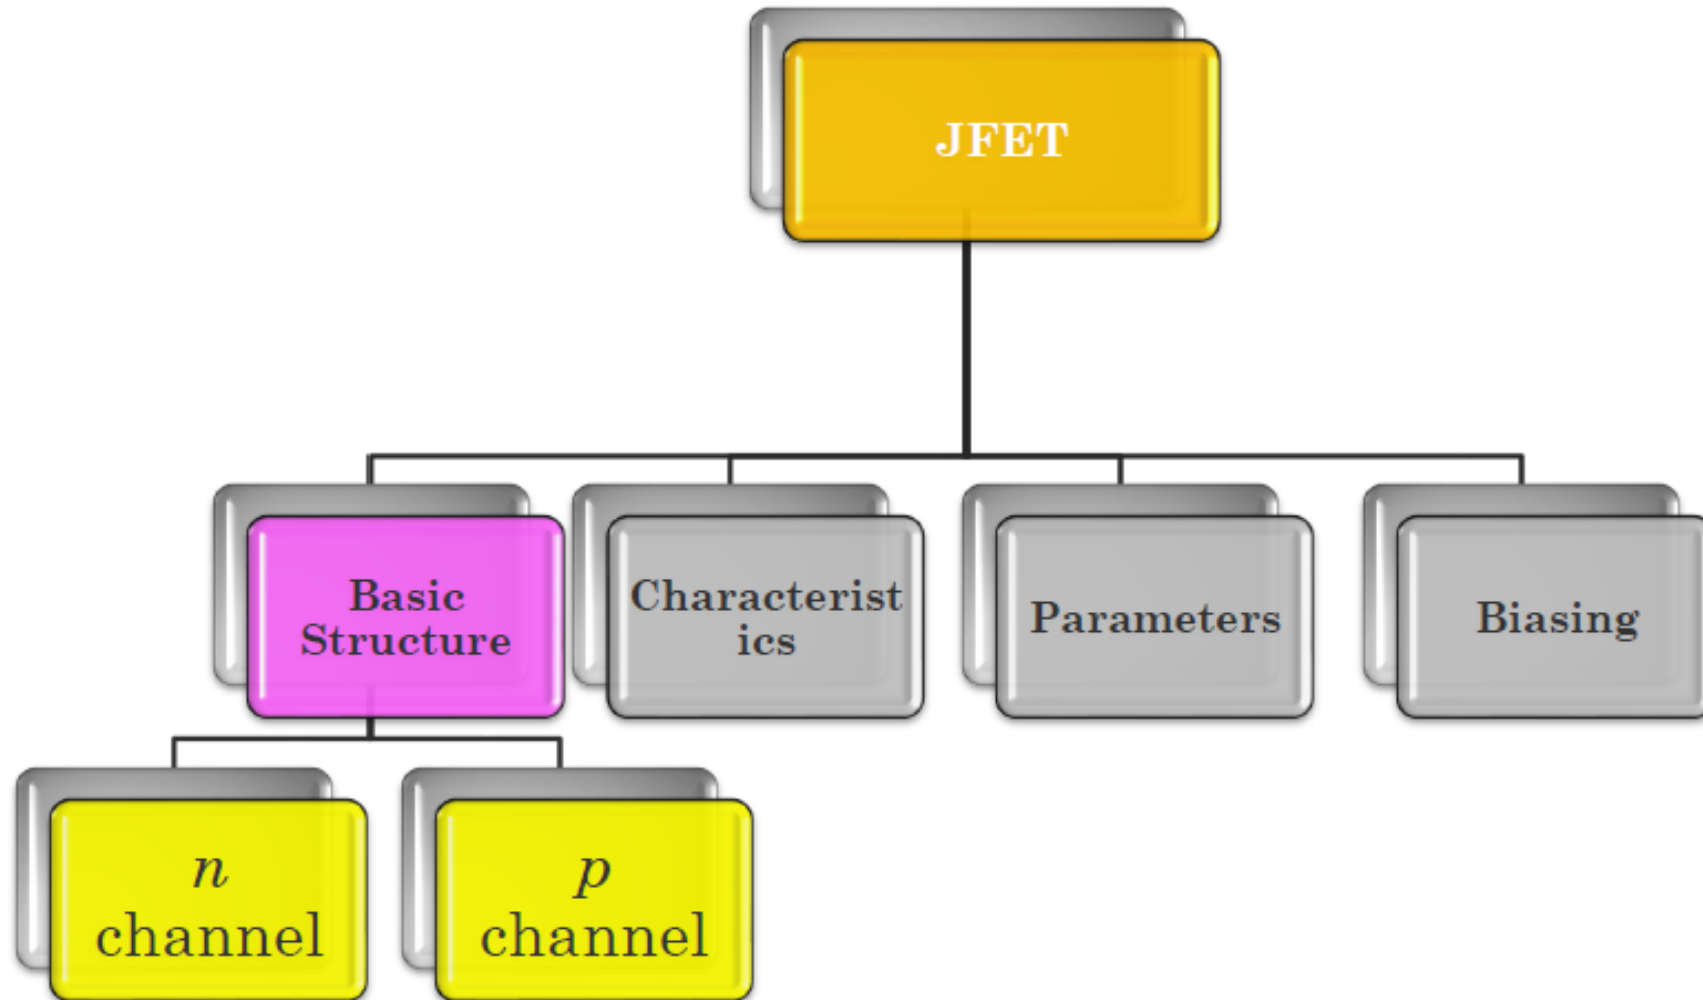 JFET
Basic
Structure
Characterist
ics
Parameters
Biasing
n
channel
p
channel